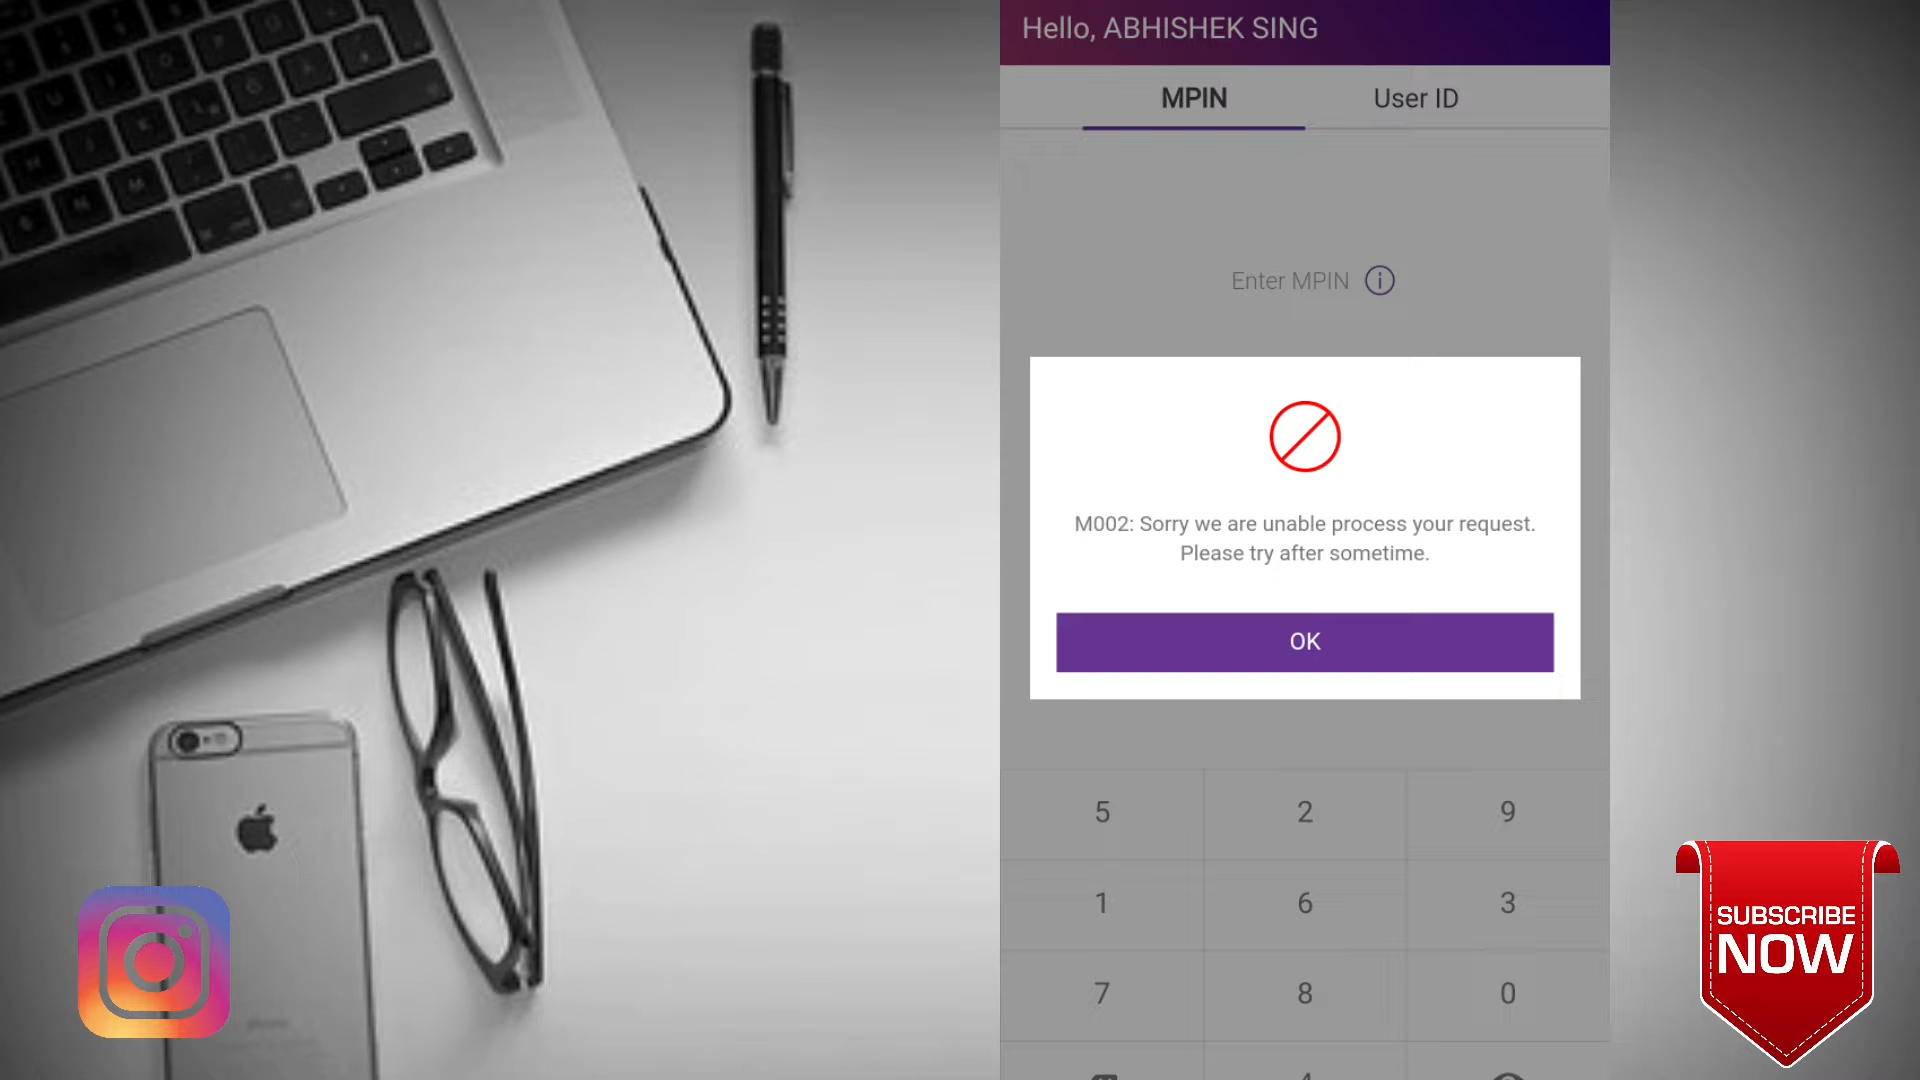 Hello, ABHISHEK SING
MPIN
User ID
Enter MPIN
M002: Sorry we are unable process your request.
Please try after sometime.
OK
5 2 9
1 6 3
7 8 0
4
SUBSCRIBE
NOW